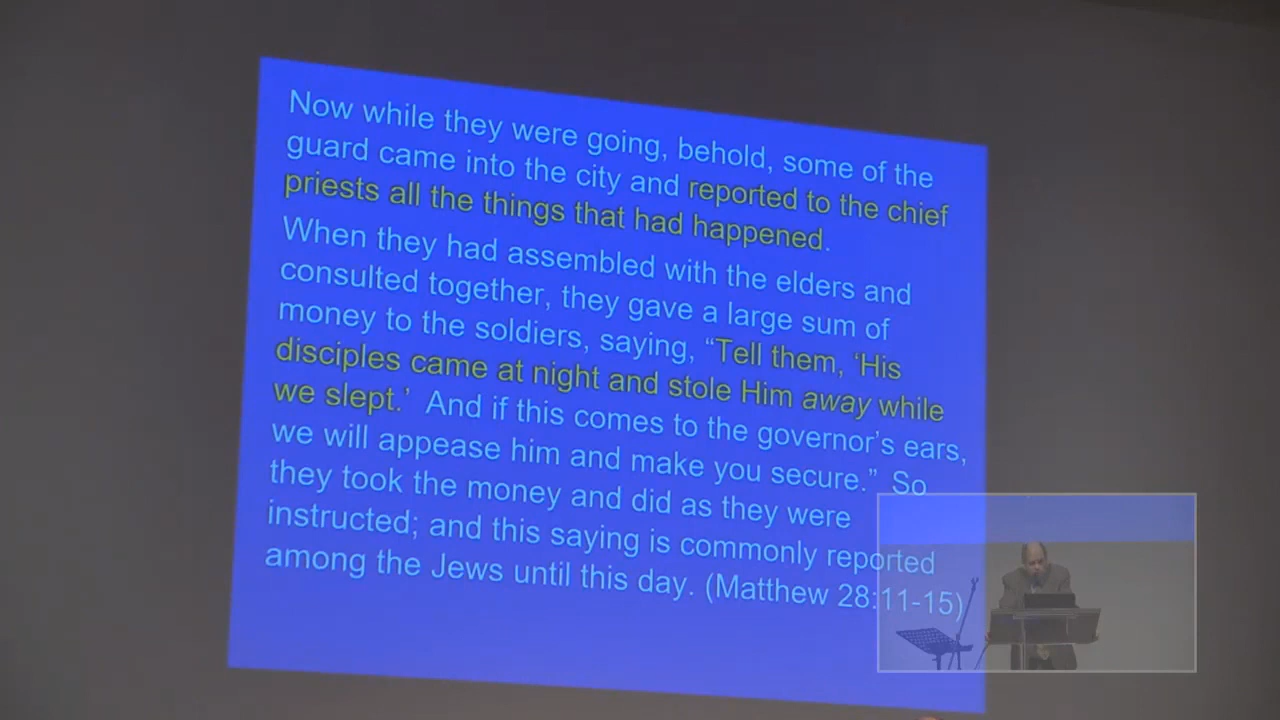 Now while they were going, behold, some of the
guard came into the city and reported to the chief
priests all the things that had happened.
When they had assembled with the elders and
consulted together, they gave a large sum of
money to the soldiers, saying, “Tell them, ‘His
disciples came at night and stole Him away while
we slept.’ And if this comes to the governor’s ears,
we will appease him and make you secure.” So
they took the money and did as they were
instructed; and this saying is commonly reported
among the Jews until this day. (Matthew 28:11-15)